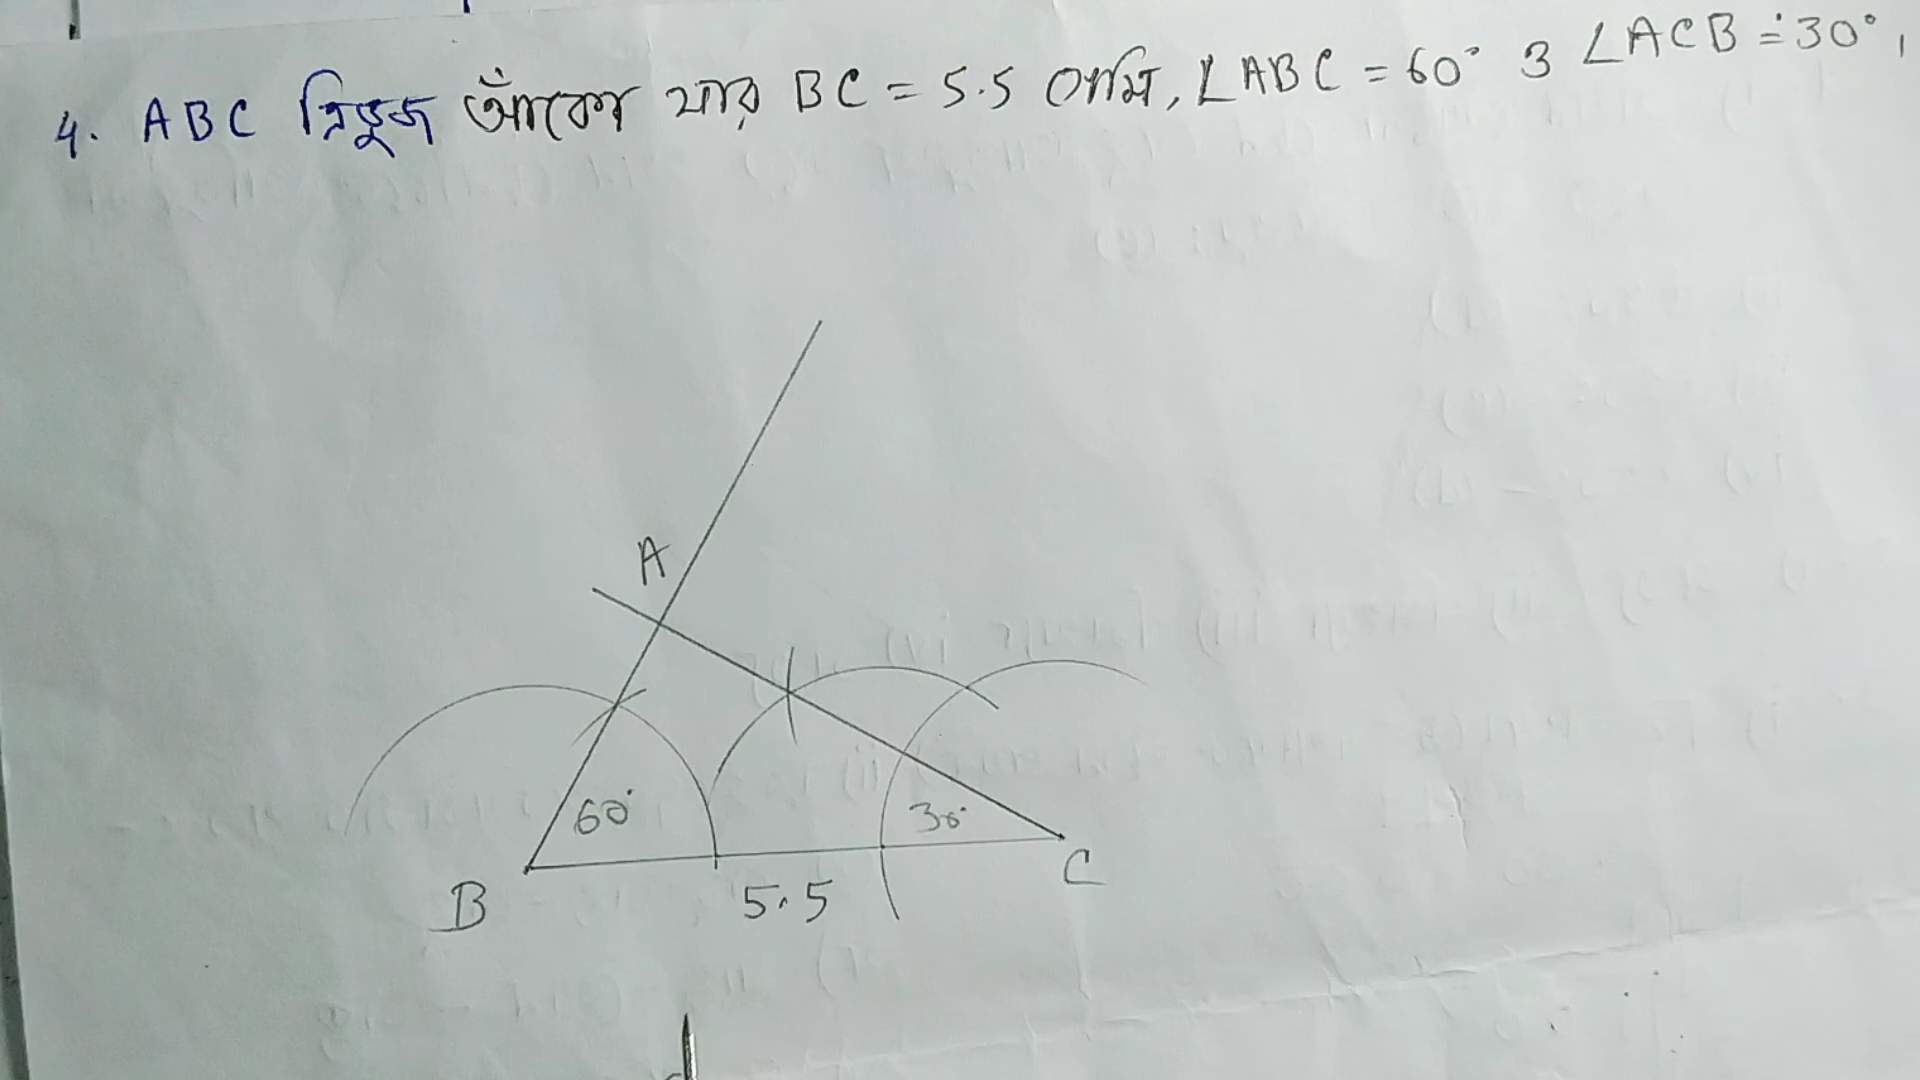 4. ABC ত্রিভুজ আঁকো যার BC = 5.5 সেমি, ∠ABC = 60° ও ∠ACB = 30°,
A
60°
30°
B
5.5
C